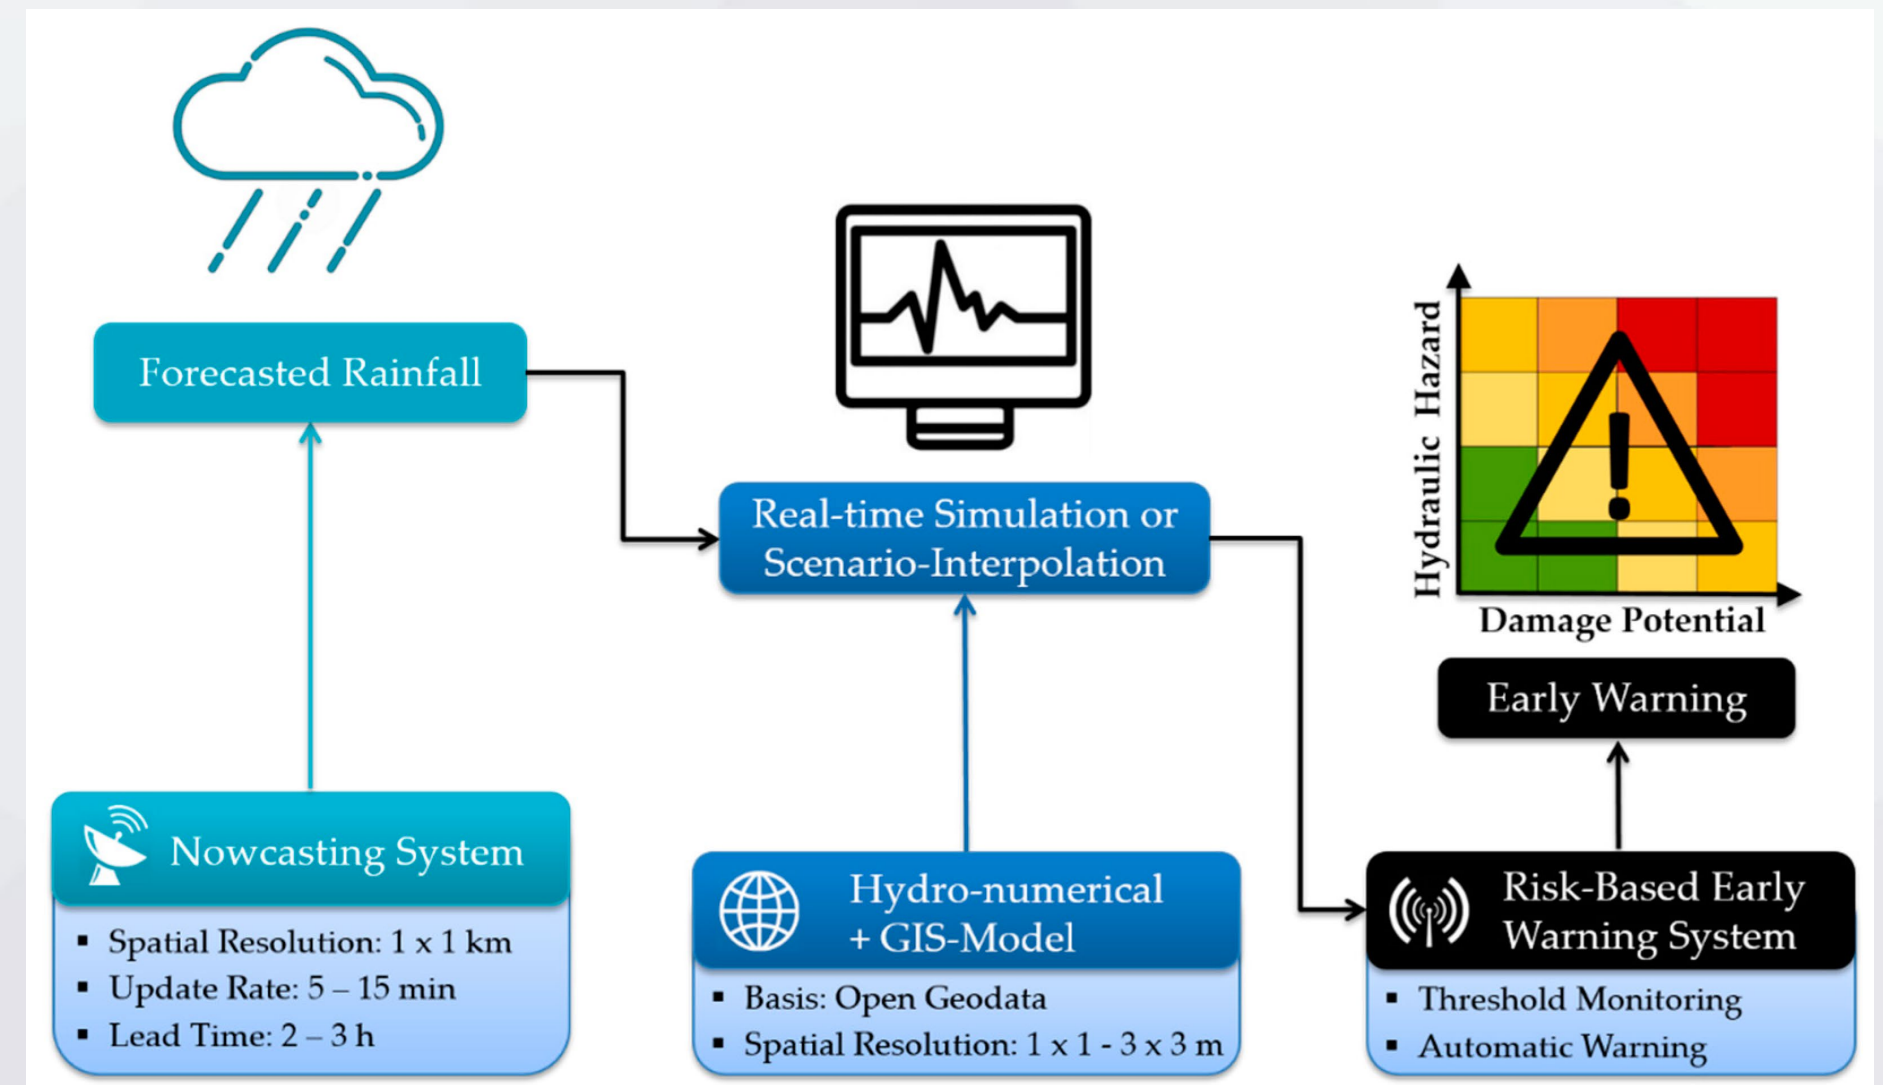 Forecasted Rainfall
Nowcasting System
▪ Spatial Resolution: 1 x 1 km
▪ Update Rate: 5 – 15 min
▪ Lead Time: 2 – 3 h
Real-time Simulation or
Scenario-Interpolation
Hydro-numerical
+ GIS-Model
▪ Basis: Open Geodata
▪ Spatial Resolution: 1 x 1 - 3 x 3 m
Hydraulic Hazard
!
Damage Potential
Early Warning
Risk-Based Early
Warning System
▪ Threshold Monitoring
▪ Automatic Warning